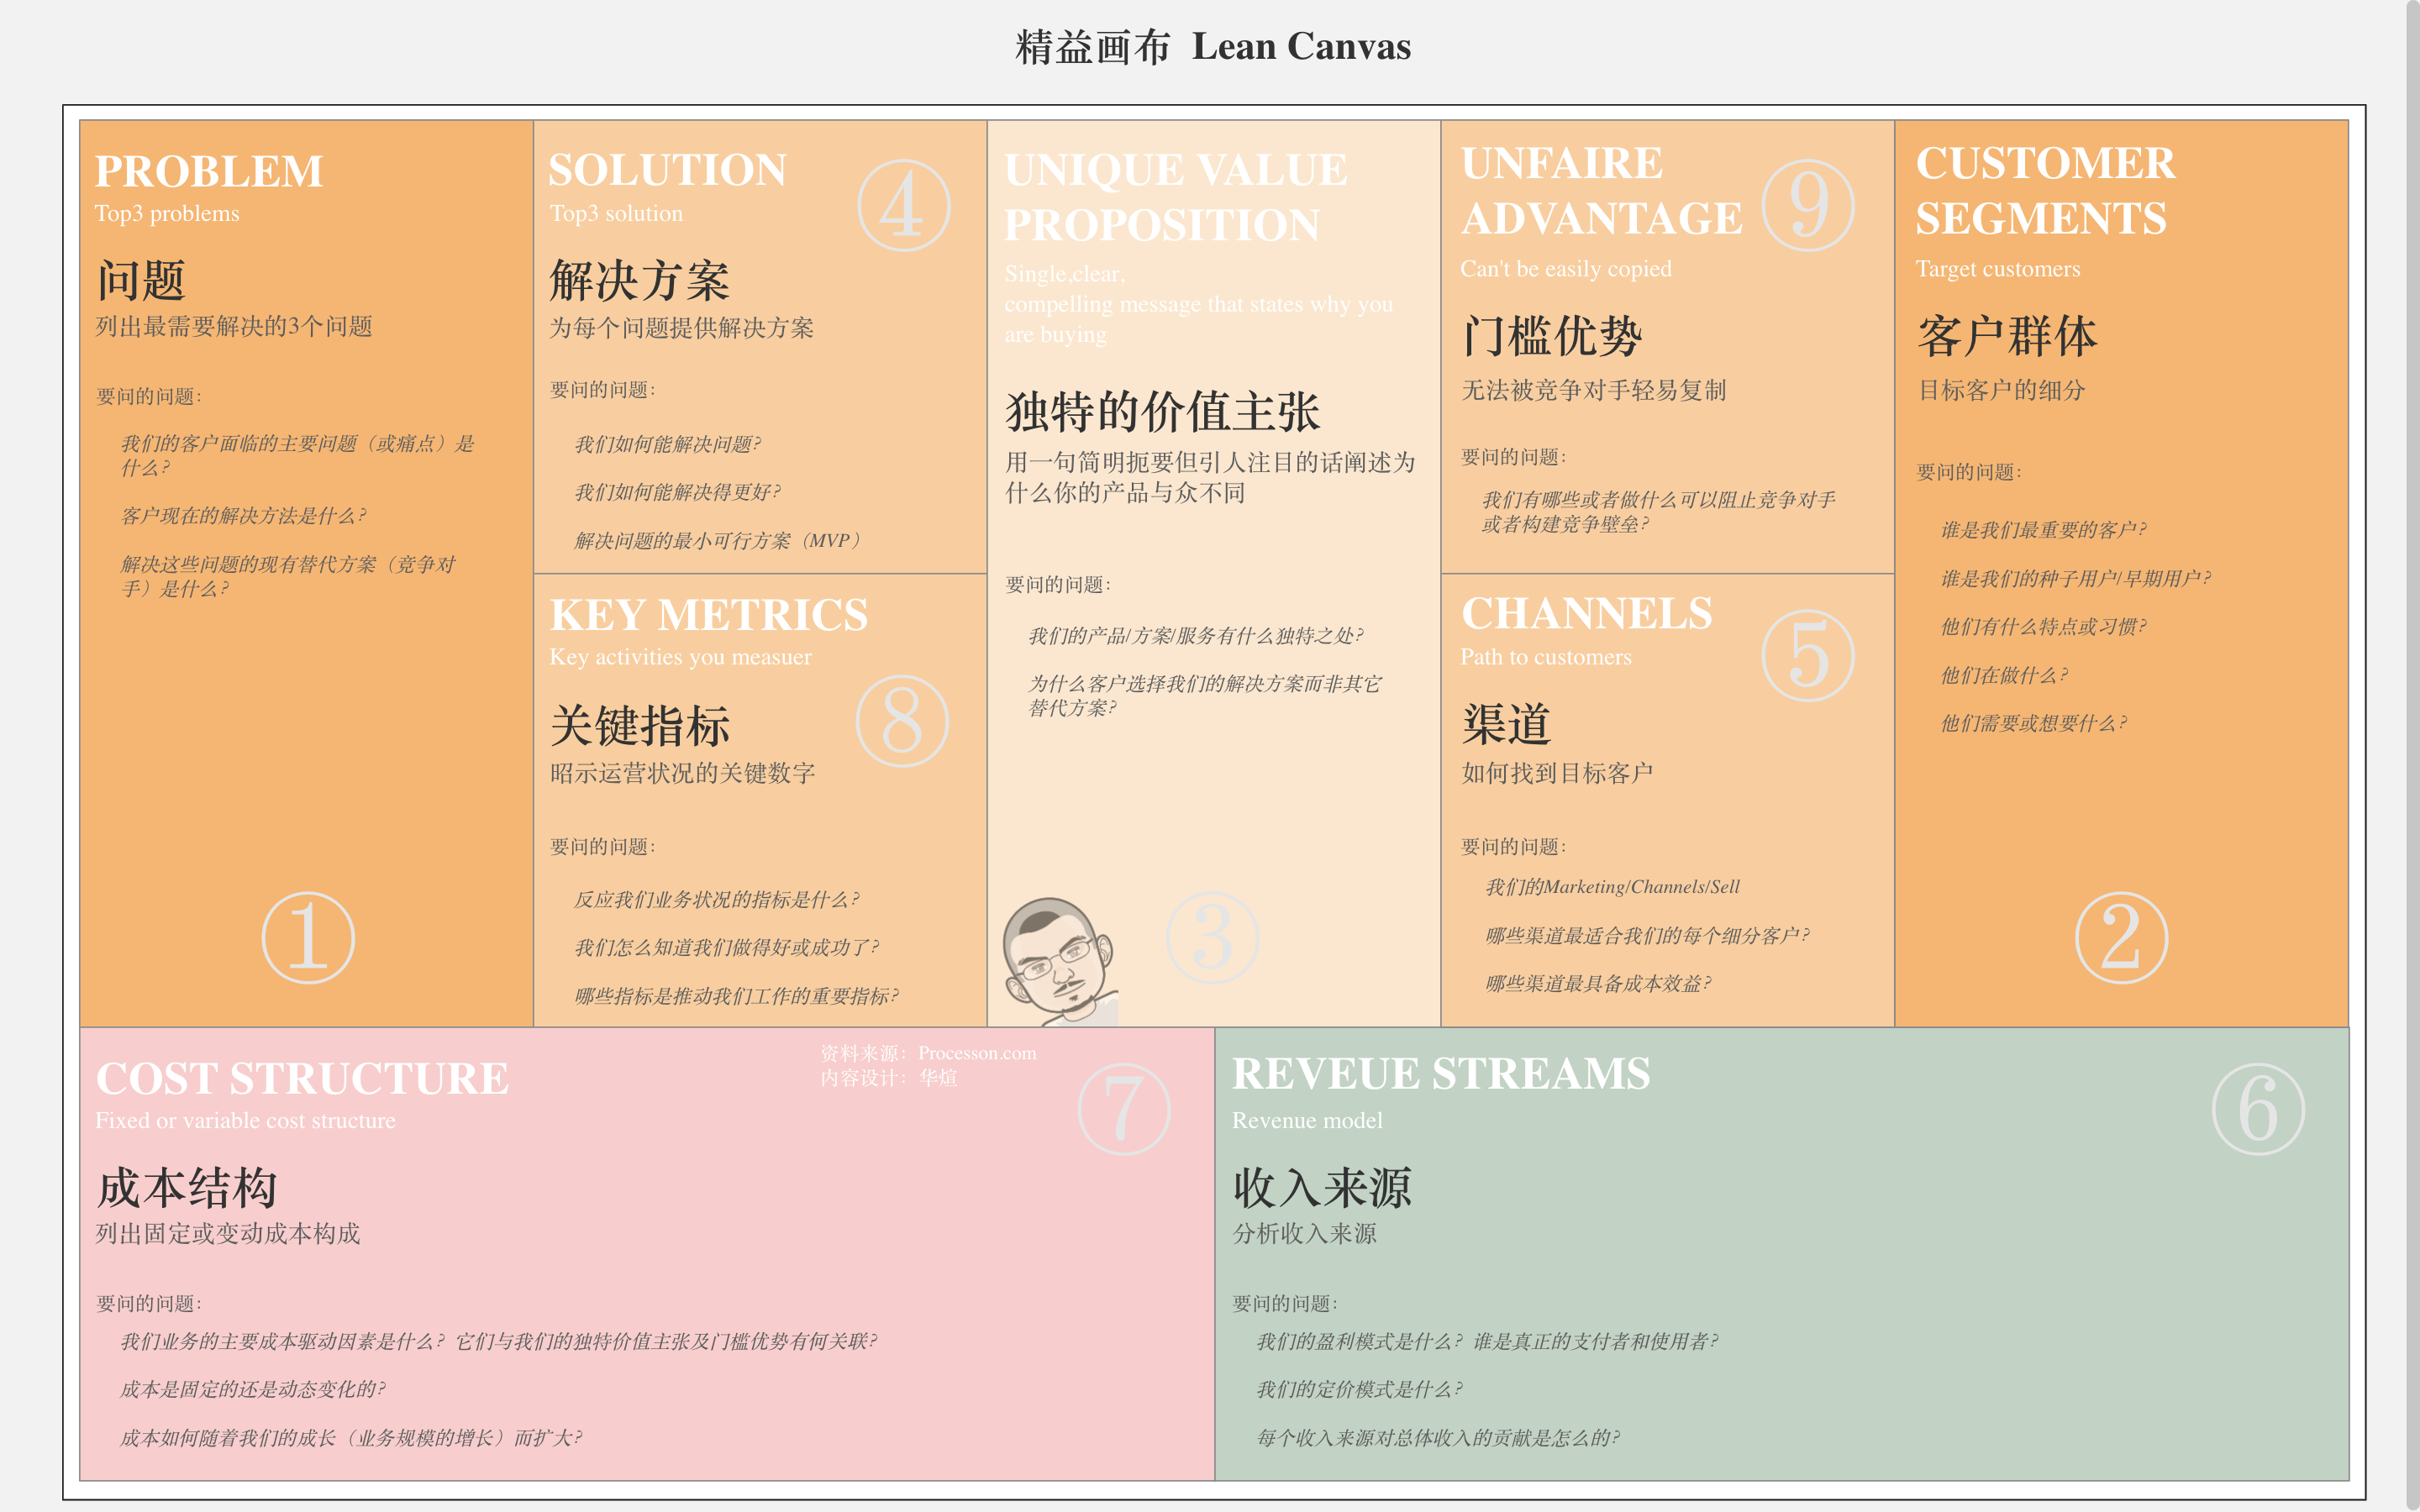 精益画布 Lean Canvas
PROBLEM
Top3 problems
问题
列出最需要解决的3个问题
要问的问题：
我们的客户面临的主要问题（或痛点）是
什么？
客户现在的解决方法是什么？
解决这些问题的现有替代方案（竞争对
手）是什么？
①
SOLUTION
Top3 solution
④
解决方案
为每个问题提供解决方案
要问的问题：
我们如何能解决问题？
我们如何能解决得更好？
解决问题的最小可行方案（MVP）
KEY METRICS
Key activities you measuer
⑧
关键指标
昭示运营状况的关键数字
要问的问题：
反应我们业务状况的指标是什么？
我们怎么知道我们做得好或成功了？
哪些指标是推动我们工作的重要指标？
UNIQUE VALUE
PROPOSITION
Single,clear,
compelling message that states why you
are buying
独特的价值主张
用一句简明扼要但引人注目的话阐述为
什么你的产品与众不同
要问的问题：
我们的产品/方案/服务有什么独特之处？
为什么客户选择我们的解决方案而非其它
替代方案？
③
UNFAIRE
ADVANTAGE
⑨
Can't be easily copied
门槛优势
无法被竞争对手轻易复制
要问的问题：
我们有哪些或者做什么可以阻止竞争对手
或者构建竞争壁垒？
CHANNELS
Path to customers
⑤
渠道
如何找到目标客户
要问的问题：
我们的Marketing/Channels/Sell
哪些渠道最适合我们的每个细分客户？
哪些渠道最具备成本效益？
CUSTOMER
SEGMENTS
Target customers
客户群体
目标客户的细分
要问的问题：
谁是我们最重要的客户？
谁是我们的种子用户/早期用户？
他们有什么特点或习惯？
他们在做什么？
他们需要或想要什么？
②
COST STRUCTURE
Fixed or variable cost structure
资料来源：Processon.com
内容设计：华煊
⑦
成本结构
列出固定或变动成本构成
要问的问题：
我们业务的主要成本驱动因素是什么？它们与我们的独特价值主张及门槛优势有何关联？
成本是固定的还是动态变化的？
成本如何随着我们的成长（业务规模的增长）而扩大？
REVEUE STREAMS
Revenue model
⑥
收入来源
分析收入来源
要问的问题：
我们的盈利模式是什么？谁是真正的支付者和使用者？
我们的定价模式是什么？
每个收入来源对总体收入的贡献是怎么的？